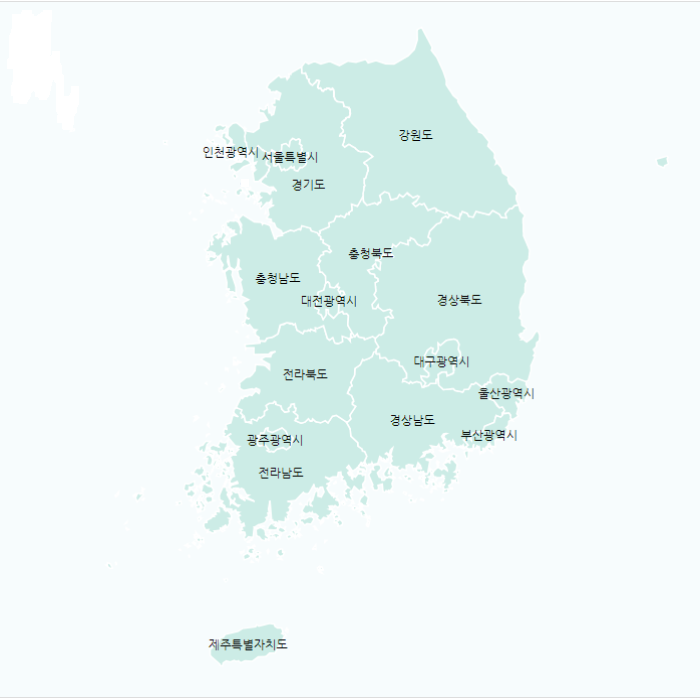 강원도
인천광역시
서울특별시
경기도
충청북도
충청남도
대전광역시
경상북도
대구광역시
전라북도
울산광역시
경상남도
부산광역시
광주광역시
전라남도
제주특별자치도